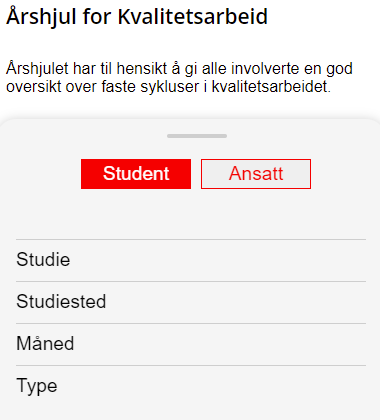 Årshjul for Kvalitetsarbeid
Årshjulet har til hensikt å gi alle involverte en god
oversikt over faste sykluser i kvalitetsarbeidet.
Student
Ansatt
Studie
Studiested
Måned
Type